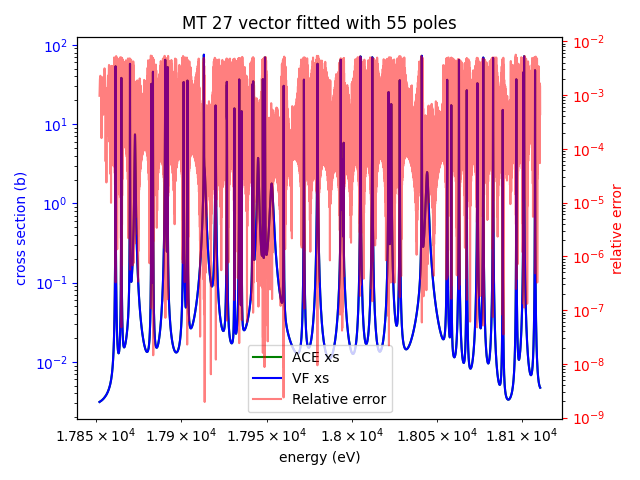 MT 27 vector fitted with 55 poles
10²
10¹
10⁰
10⁻¹
10⁻²
cross section (b)
10⁻²
10⁻³
10⁻⁴
10⁻⁵
10⁻⁶
10⁻⁷
10⁻⁸
10⁻⁹
relative error
ACE xs
VF xs
Relative error
1.785 × 10⁴ 1.79 × 10⁴ 1.795 × 10⁴ 1.8 × 10⁴ 1.805 × 10⁴ 1.81 × 10⁴
energy (eV)